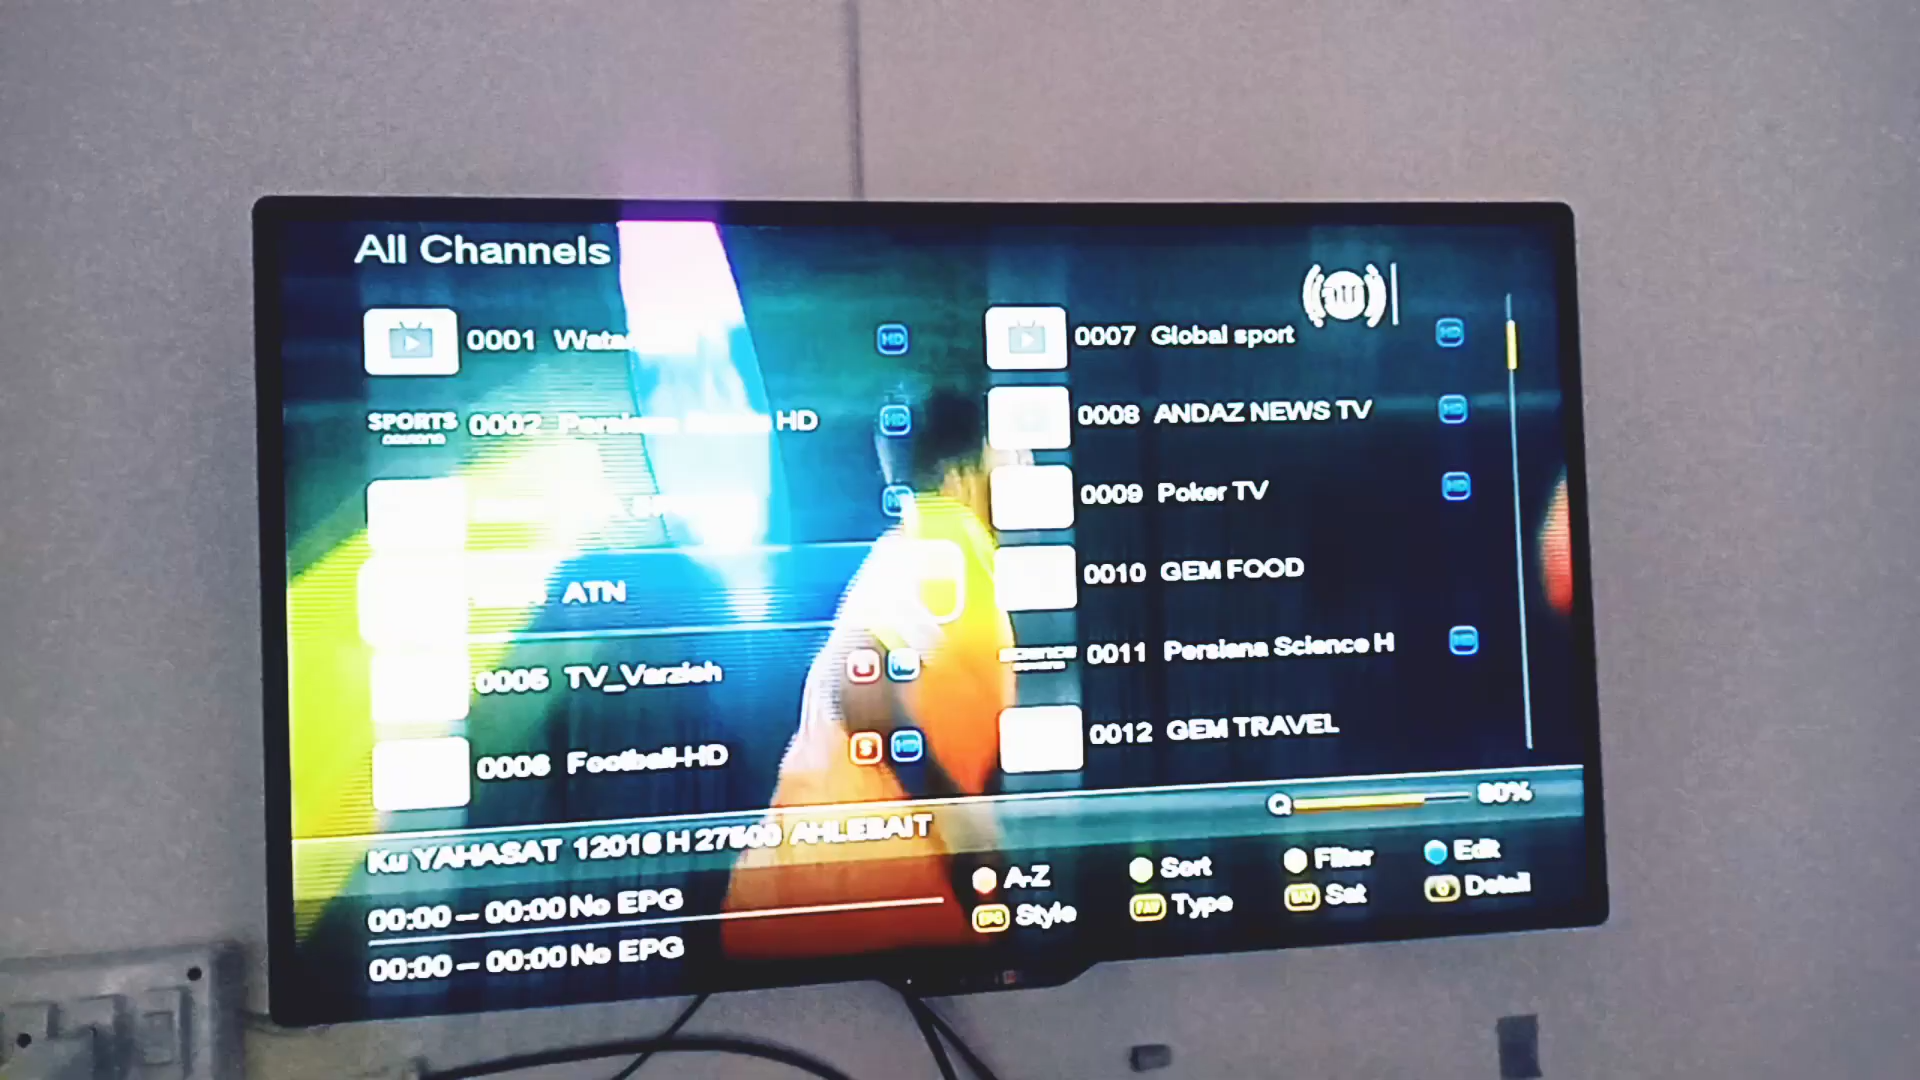 All Channels
0001
SPORTS 0002 HD
ATN
0005 TV_Varzish
0006 Football-HD
0007 Global sport HD
0008 ANDAZ NEWS TV HD
0009 Poker TV HD
0010 GEM FOOD
0011 Persiana Science H HD
0012 GEM TRAVEL
Q 80%
Ku YAHASAT 12016 H 27500 AHLEBAIT
00:00 – 00:00 No EPG
00:00 – 00:00 No EPG
A-Z Sort Filter Edit
EPG Style FAV Type SAT Sat Detail